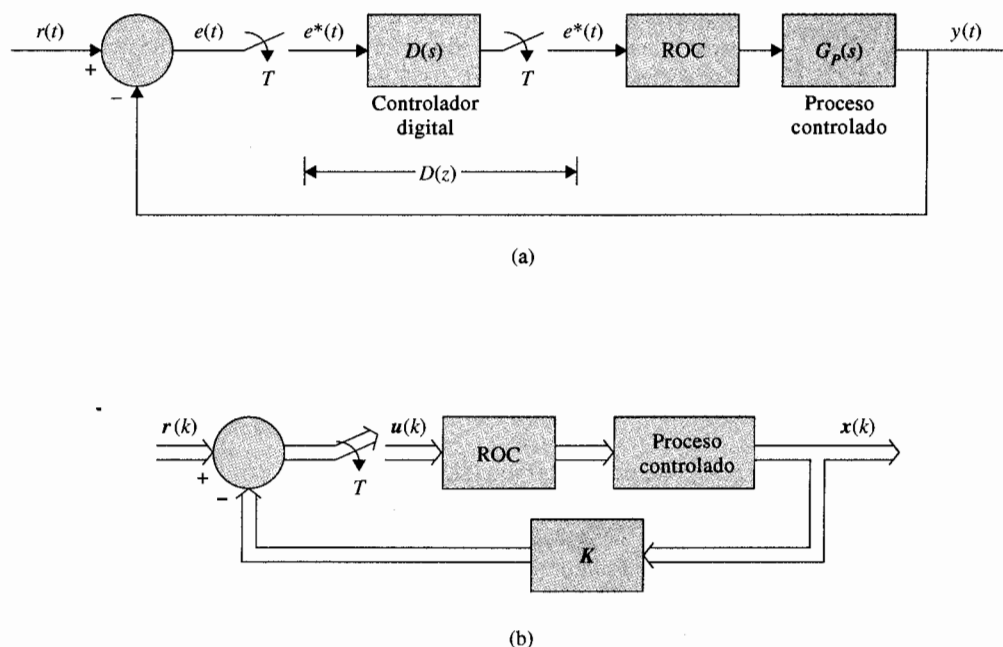 r(t)
+
−
e(t)
T
e*(t)
D(s)
Controlador
digital
T
e*(t)
ROC
G_P(s)
Proceso
controlado
y(t)
D(z)
(a)
r(k)
+
−
T
u(k)
ROC
Proceso
controlado
x(k)
K
(b)